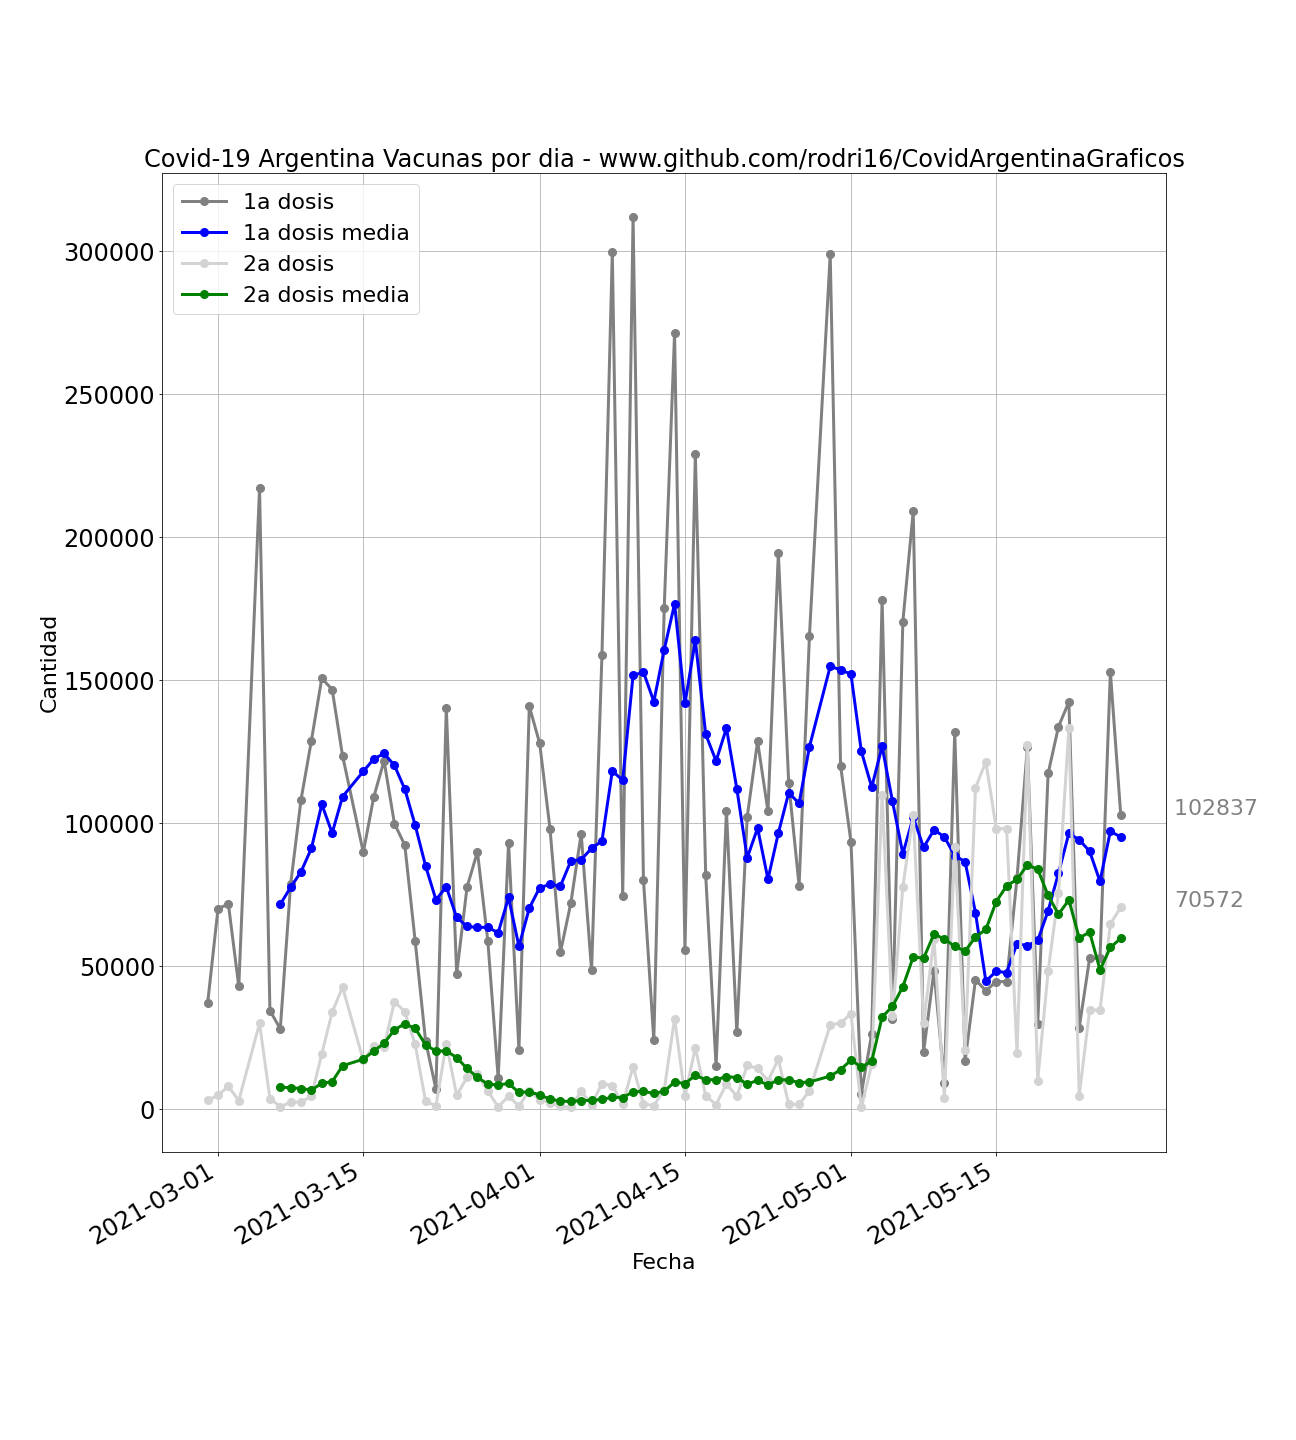 Covid-19 Argentina Vacunas por dia - www.github.com/rodri16/CovidArgentinaGraficos
1a dosis
1a dosis media
2a dosis
2a dosis media
300000
250000
200000
150000
100000
50000
0
Cantidad
102837
70572
2021-03-01
2021-03-15
2021-04-01
2021-04-15
2021-05-01
2021-05-15
Fecha